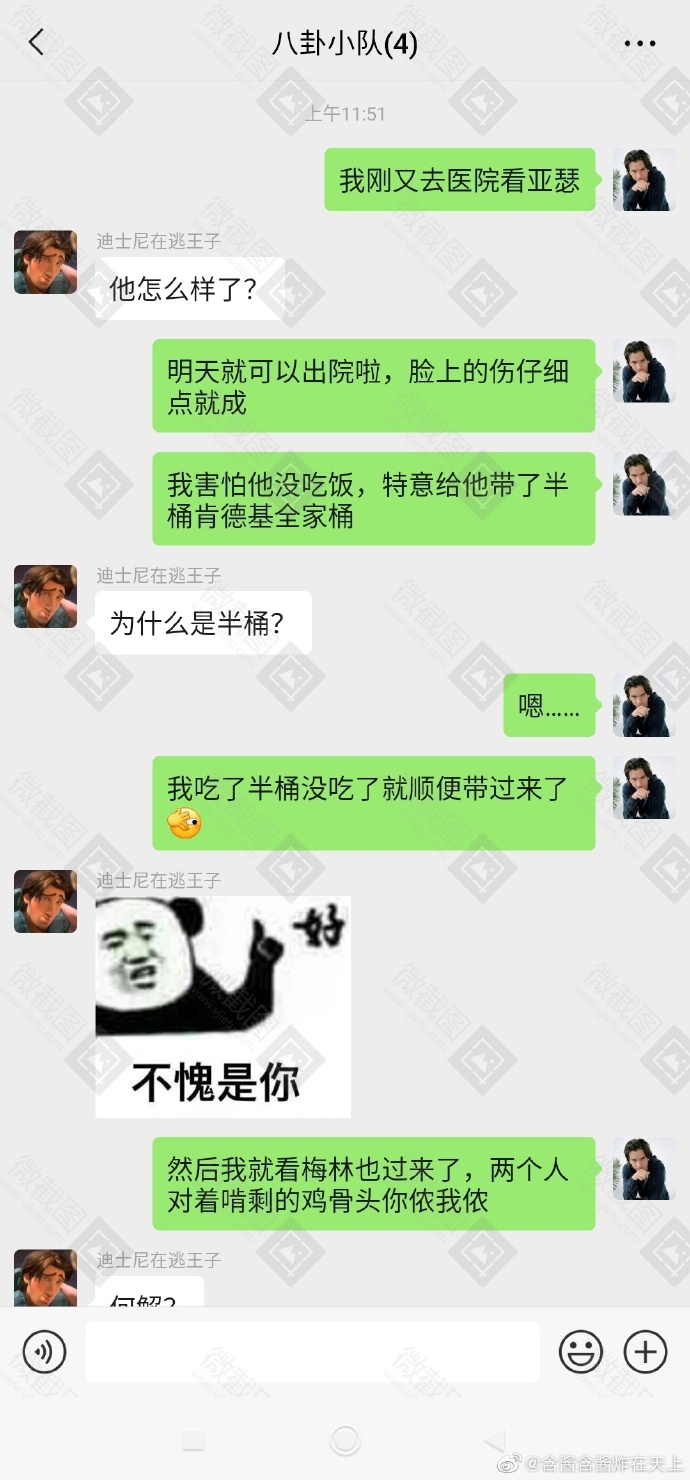 八卦小队(4)
上午11:51
我刚又去医院看亚瑟
迪士尼在逃王子
他怎么样了?
明天就可以出院啦，脸上的伤仔细
点就成
我害怕他没吃饭，特意给他带了半
桶肯德基全家桶
迪士尼在逃王子
为什么是半桶?
嗯......
我吃了半桶没吃了就顺便带过来了
迪士尼在逃王子
好
不愧是你
然后我就看梅林也过来了，两个人
对着啃剩的鸡骨头你侬我侬
迪士尼在逃王子
何解?
@含酱含酱炸在天上
微截图